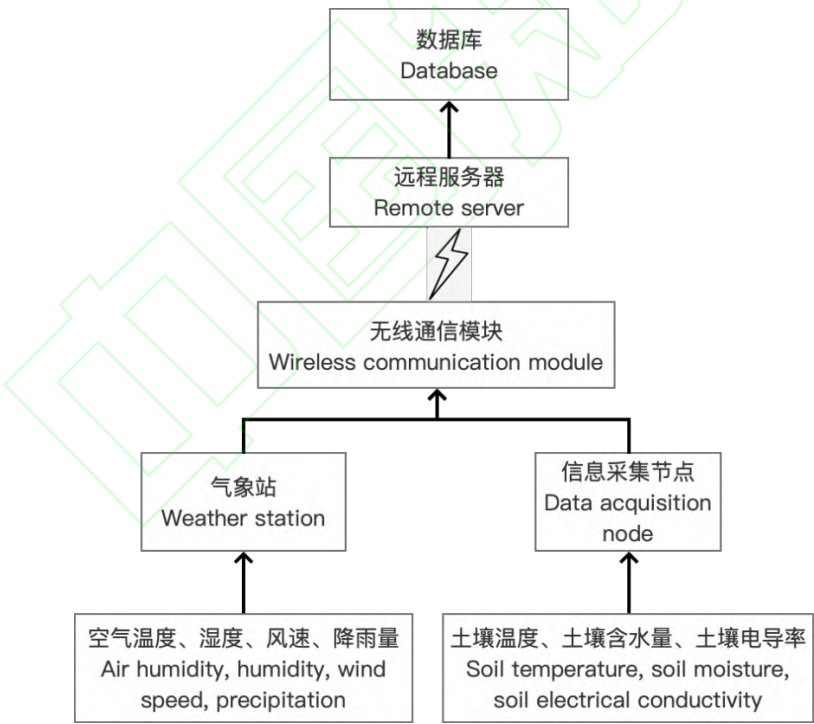 数据库
Database
远程服务器
Remote server
无线通信模块
Wireless communication module
气象站
Weather station
信息采集节点
Data acquisition
node
空气温度、湿度、风速、降雨量
Air humidity, humidity, wind
speed, precipitation
土壤温度、土壤含水量、土壤电导率
Soil temperature, soil moisture,
soil electrical conductivity